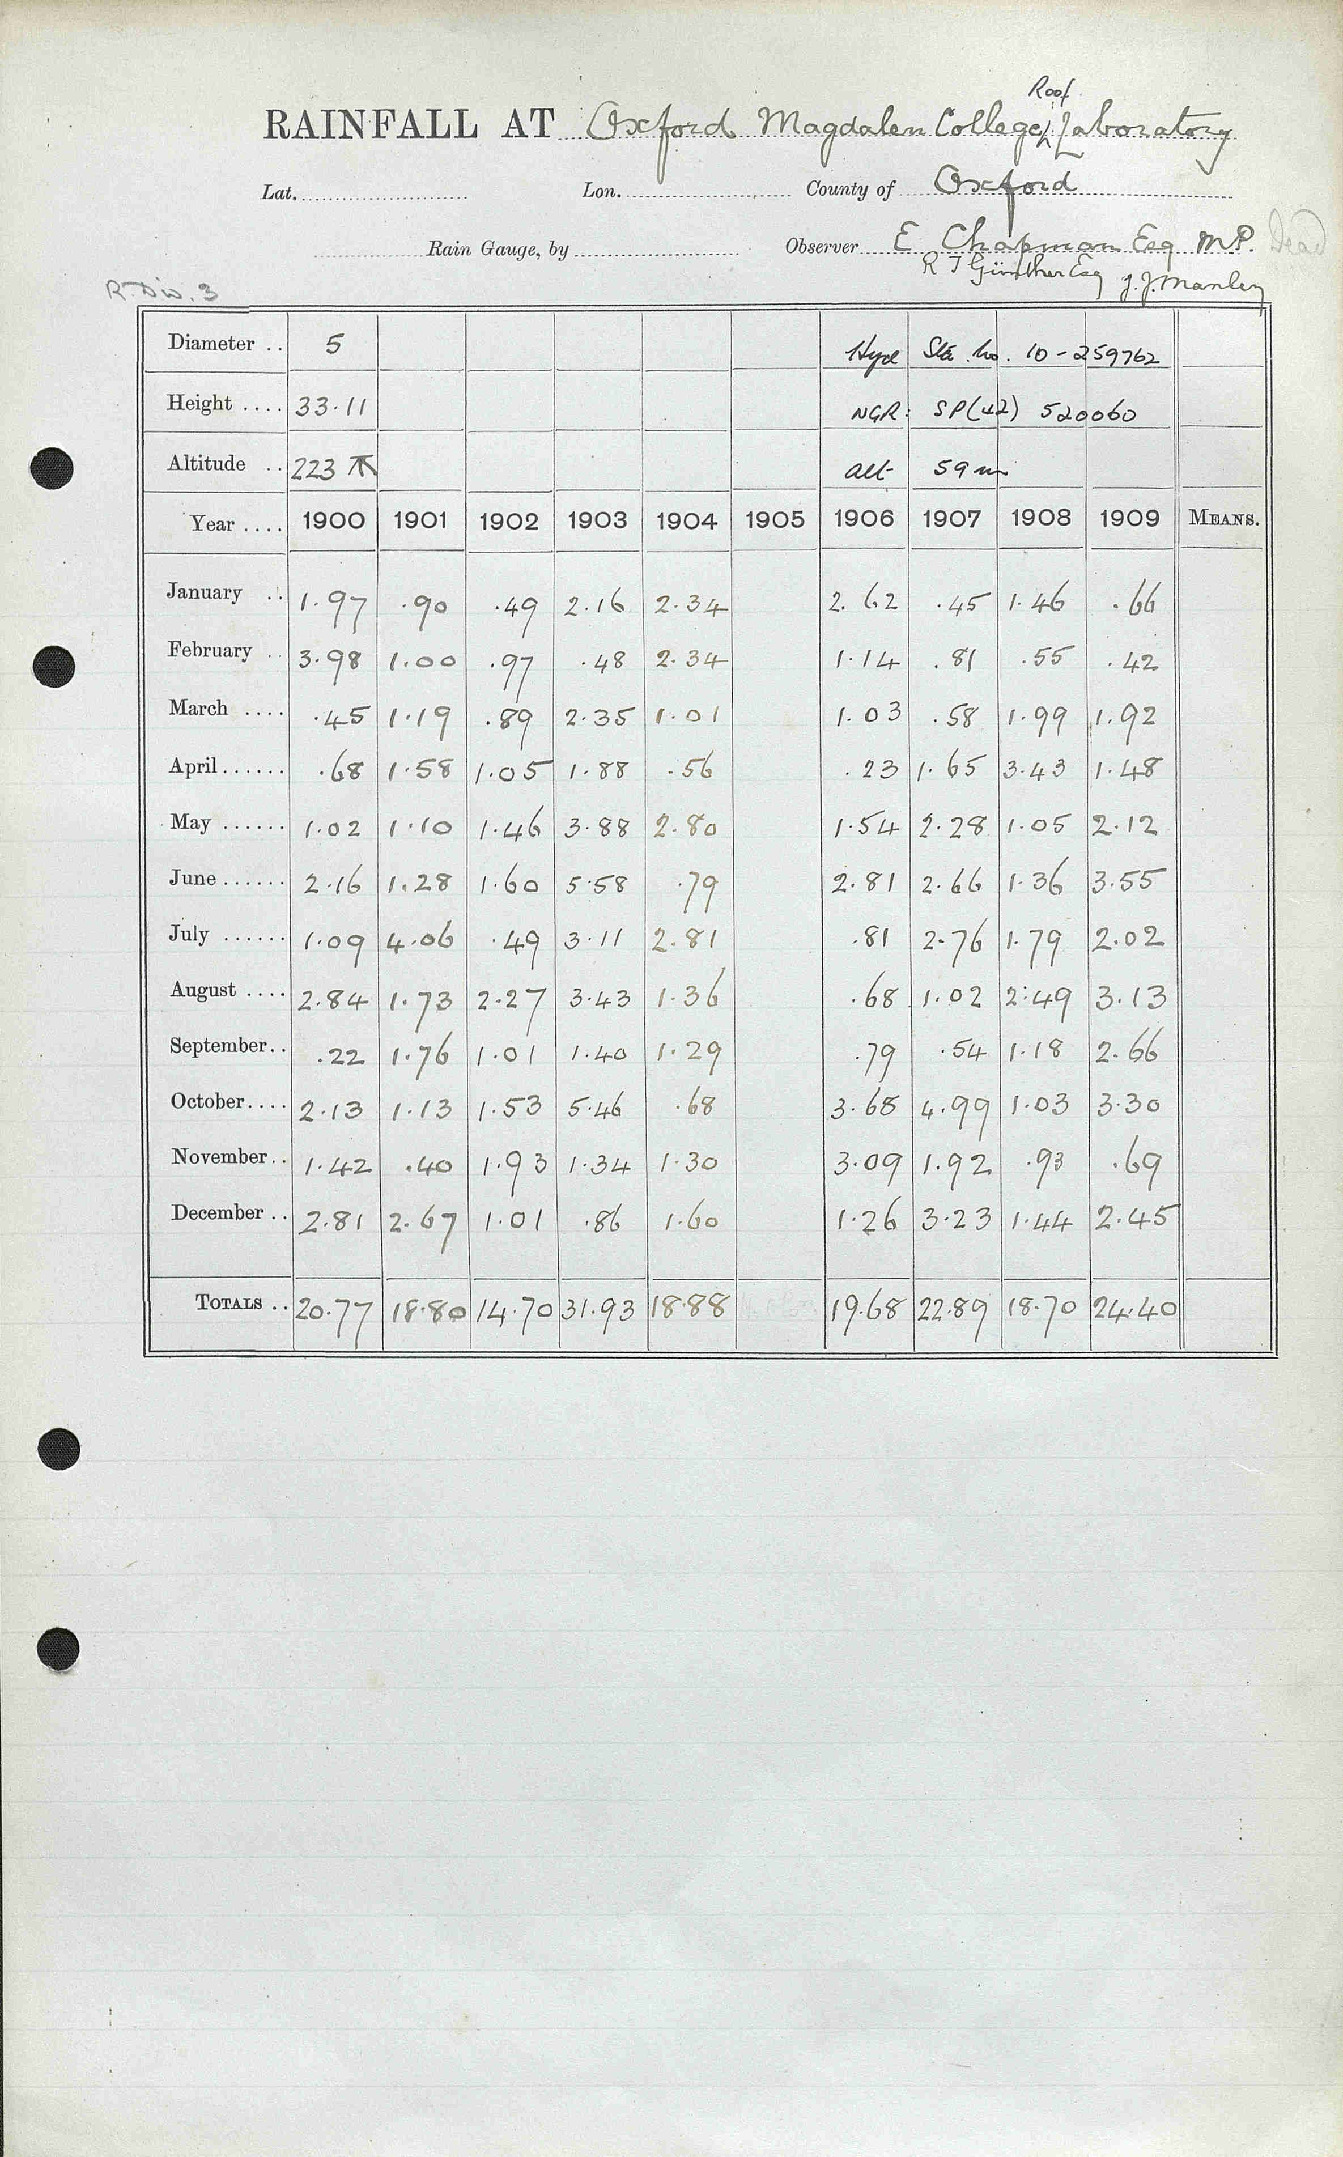 Roof
RAINFALL AT Oxford Magdalen College, Laboratory
Lat. Lon. County of Oxford
Rain Gauge, by Observer E Chapman Esq M.P. Dead
R T Günther Esq J. J. Manley
R. Div. 3
Diameter .. 5 Hyd Sta. No. 10-259762
Height .... 33.11 NGR: SP(42) 520060
Altitude .. 223 alt 59m
Year .... 1900 1901 1902 1903 1904 1905 1906 1907 1908 1909 MEANS.
January .. 1.97 .90 .49 2.16 2.34 2.62 .45 1.46 .66
February .. 3.98 1.00 .97 .48 2.34 1.14 .81 .55 .42
March .... .45 1.19 .89 2.35 1.01 1.03 .58 1.99 1.92
April...... .68 1.58 1.05 1.88 .56 .23 1.65 3.43 1.48
May ...... 1.02 1.10 1.46 3.88 2.80 1.54 2.28 1.05 2.12
June...... 2.16 1.28 1.60 5.58 .79 2.81 2.66 1.36 3.55
July ...... 1.09 4.06 .49 3.11 2.81 .81 2.76 1.79 2.02
August .... 2.84 1.73 2.27 3.43 1.36 .68 1.02 2.49 3.13
September.. .22 1.76 1.01 1.40 1.29 .79 .54 1.18 2.66
October.... 2.13 1.13 1.53 5.46 .68 3.68 4.99 1.03 3.30
November.. 1.42 .40 1.93 1.34 1.30 3.09 1.92 .93 .69
December .. 2.81 2.67 1.01 .86 1.60 1.26 3.23 1.44 2.45
TOTALS .. 20.77 18.80 14.70 31.93 18.88 19.68 22.89 18.70 24.40